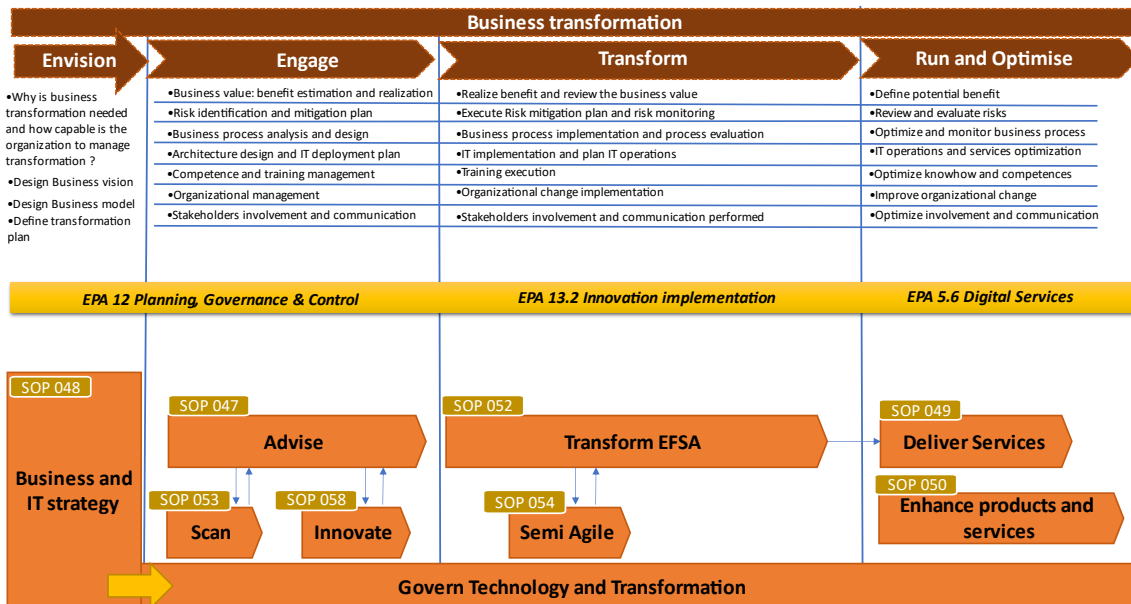 Business transformation
Envision
Engage
Transform
Run and Optimise
•Why is business
transformation needed
and how capable is the
organization to manage
transformation ?
•Design Business vision
•Design Business model
•Define transformation
plan
•Business value: benefit estimation and realization
•Risk identification and mitigation plan
•Business process analysis and design
•Architecture design and IT deployment plan
•Competence and training management
•Organizational management
•Stakeholders involvement and communication
•Realize benefit and review the business value
•Execute Risk mitigation plan and risk monitoring
•Business process implementation and process evaluation
•IT implementation and plan IT operations
•Training execution
•Organizational change implementation
•Stakeholders involvement and communication performed
•Define potential benefit
•Review and evaluate risks
•Optimize and monitor business process
•IT operations and services optimization
•Optimize knowhow and competences
•Improve organizational change
•Optimize involvement and communication
EPA 12 Planning, Governance & Control
EPA 13.2 Innovation implementation
EPA 5.6 Digital Services
SOP 048
Business and
IT strategy
SOP 047
Advise
SOP 053
Scan
SOP 058
Innovate
SOP 052
Transform EFSA
SOP 054
Semi Agile
SOP 049
Deliver Services
SOP 050
Enhance products and
services
Govern Technology and Transformation